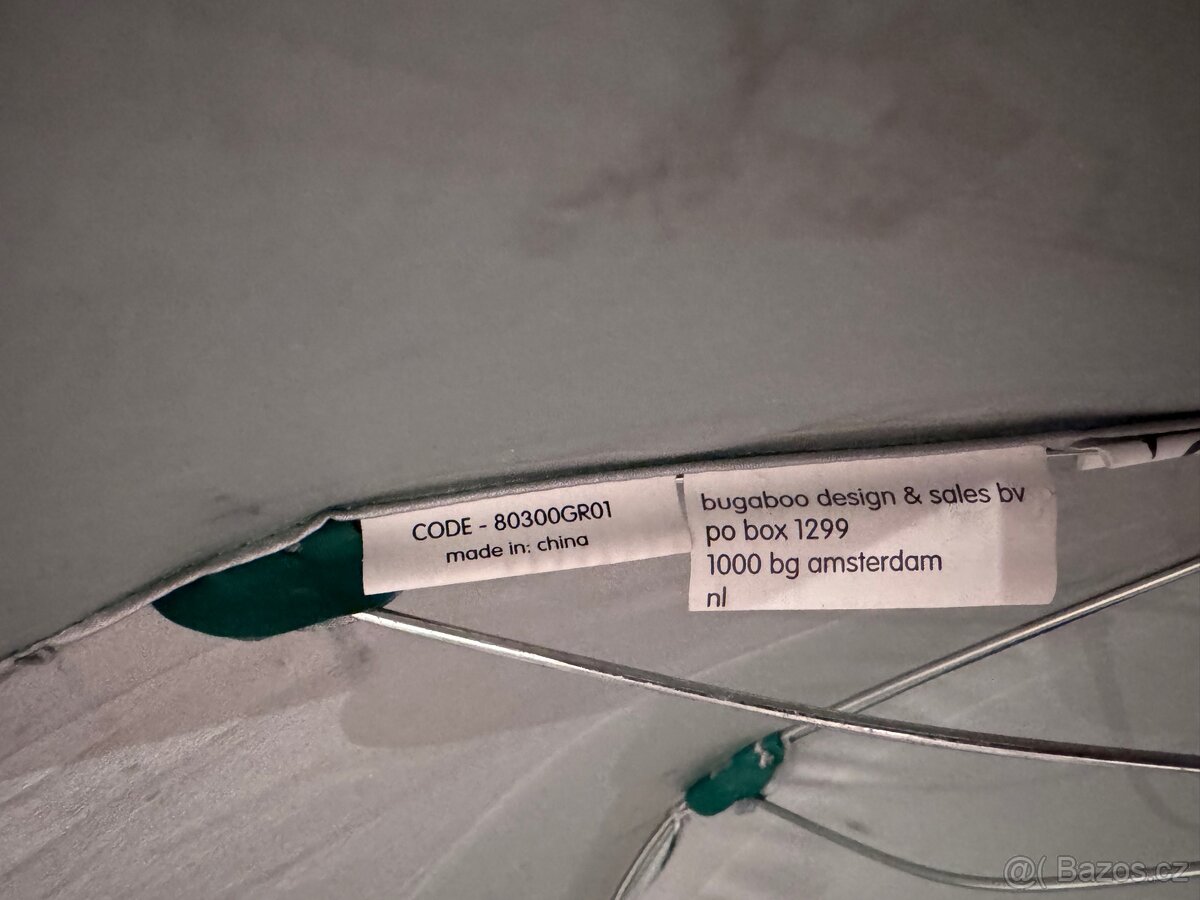 CODE - 80300GR01
made in: china
bugaboo design & sales bv
po box 1299
1000 bg amsterdam
nl
@( Bazos.cz